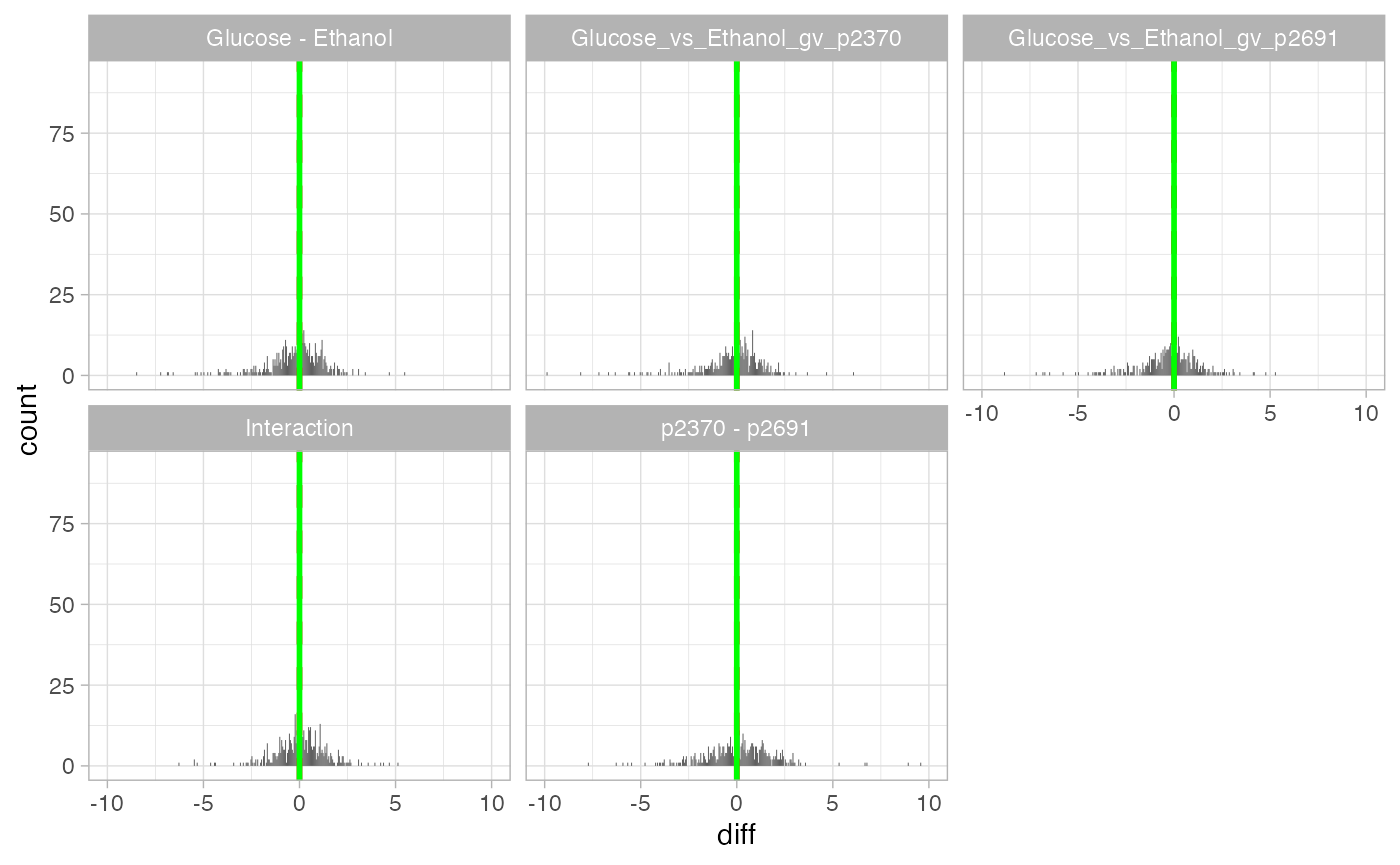 Glucose - Ethanol
Glucose_vs_Ethanol_gv_p2370
Glucose_vs_Ethanol_gv_p2691
75
50
25
0
-10 -5 0 5 10
count
Interaction
p2370 - p2691
75
50
25
0
-10 -5 0 5 10
-10 -5 0 5 10
diff